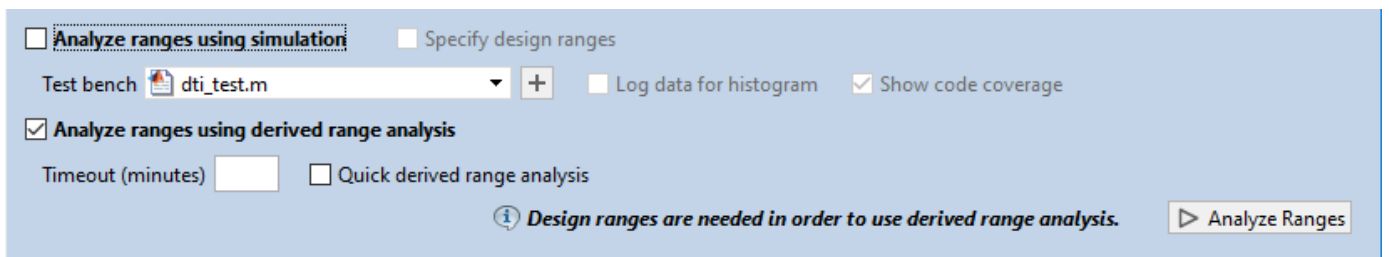 Analyze ranges using simulation Specify design ranges
Test bench dti_test.m Log data for histogram Show code coverage
Analyze ranges using derived range analysis
Timeout (minutes) Quick derived range analysis
Design ranges are needed in order to use derived range analysis. Analyze Ranges